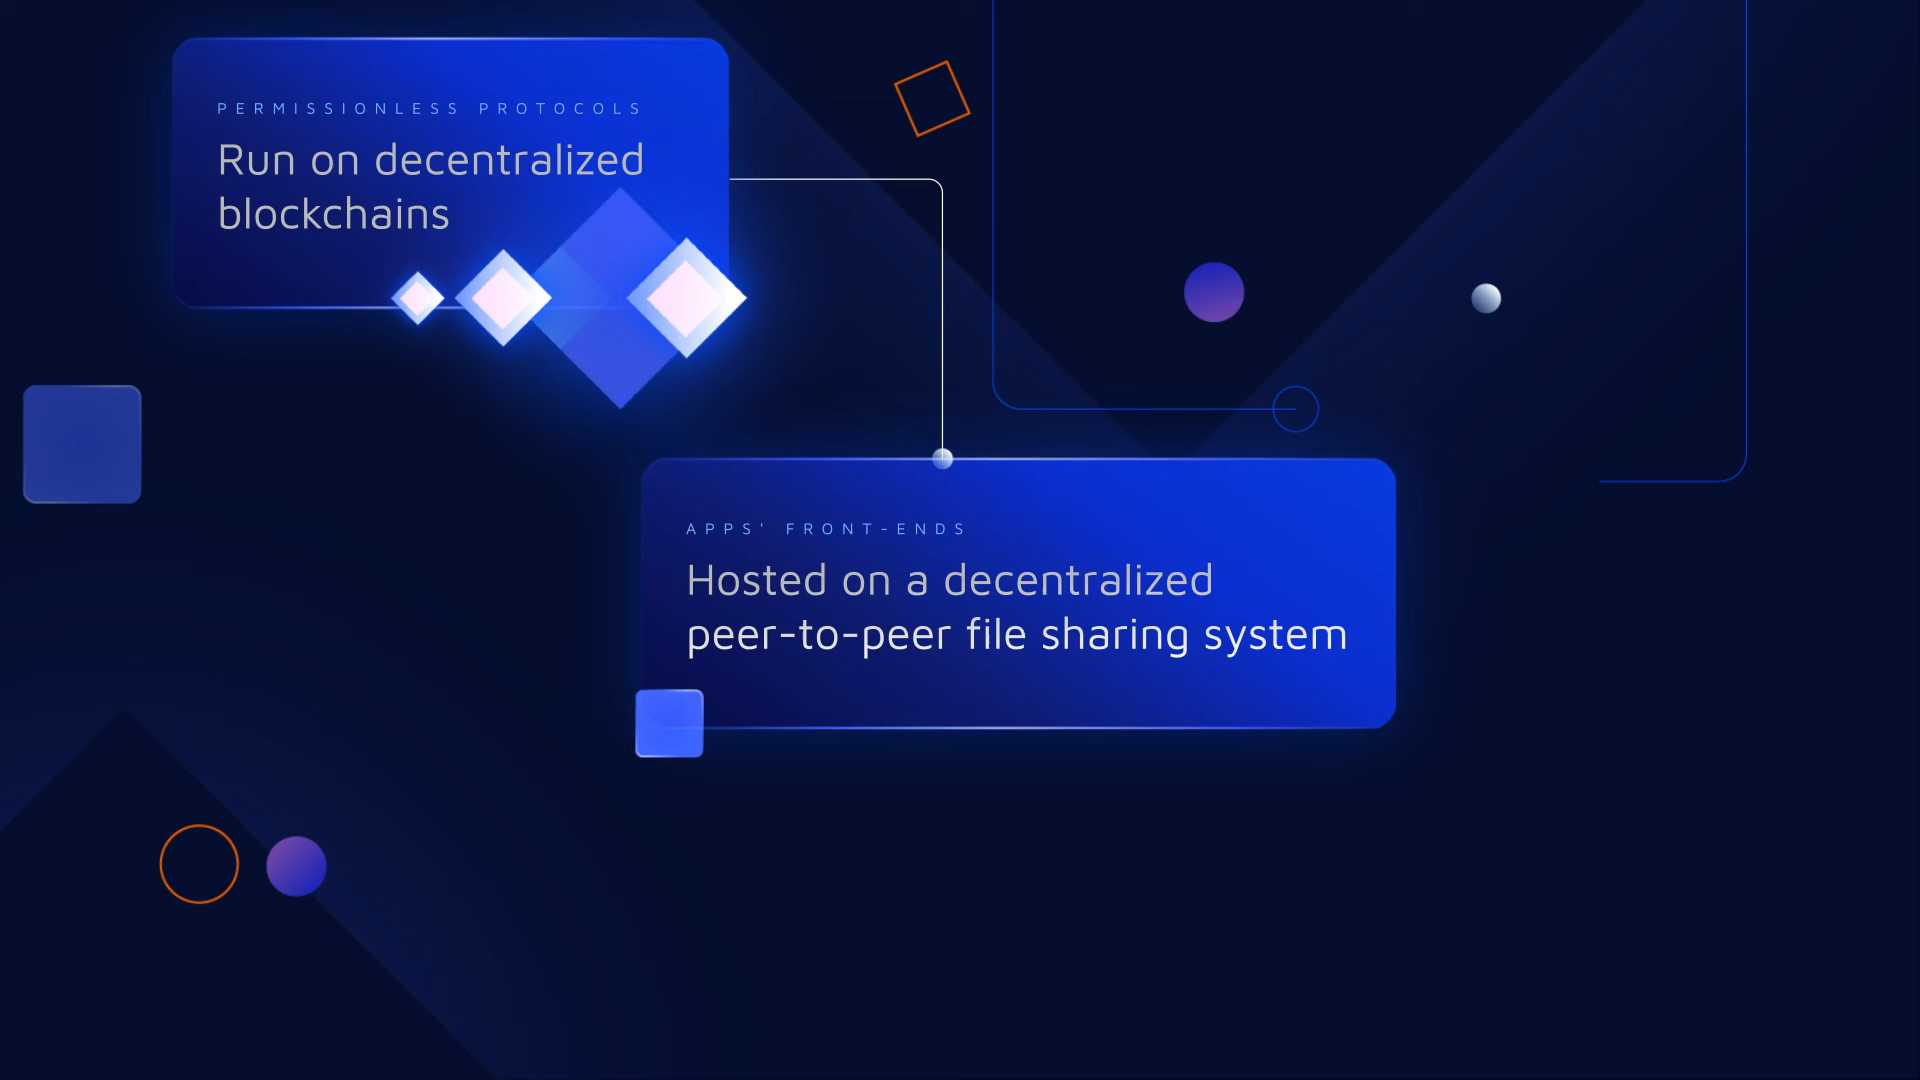 PERMISSIONLESS PROTOCOLS
Run on decentralized
blockchains
APPS' FRONT-ENDS
Hosted on a decentralized
peer-to-peer file sharing system